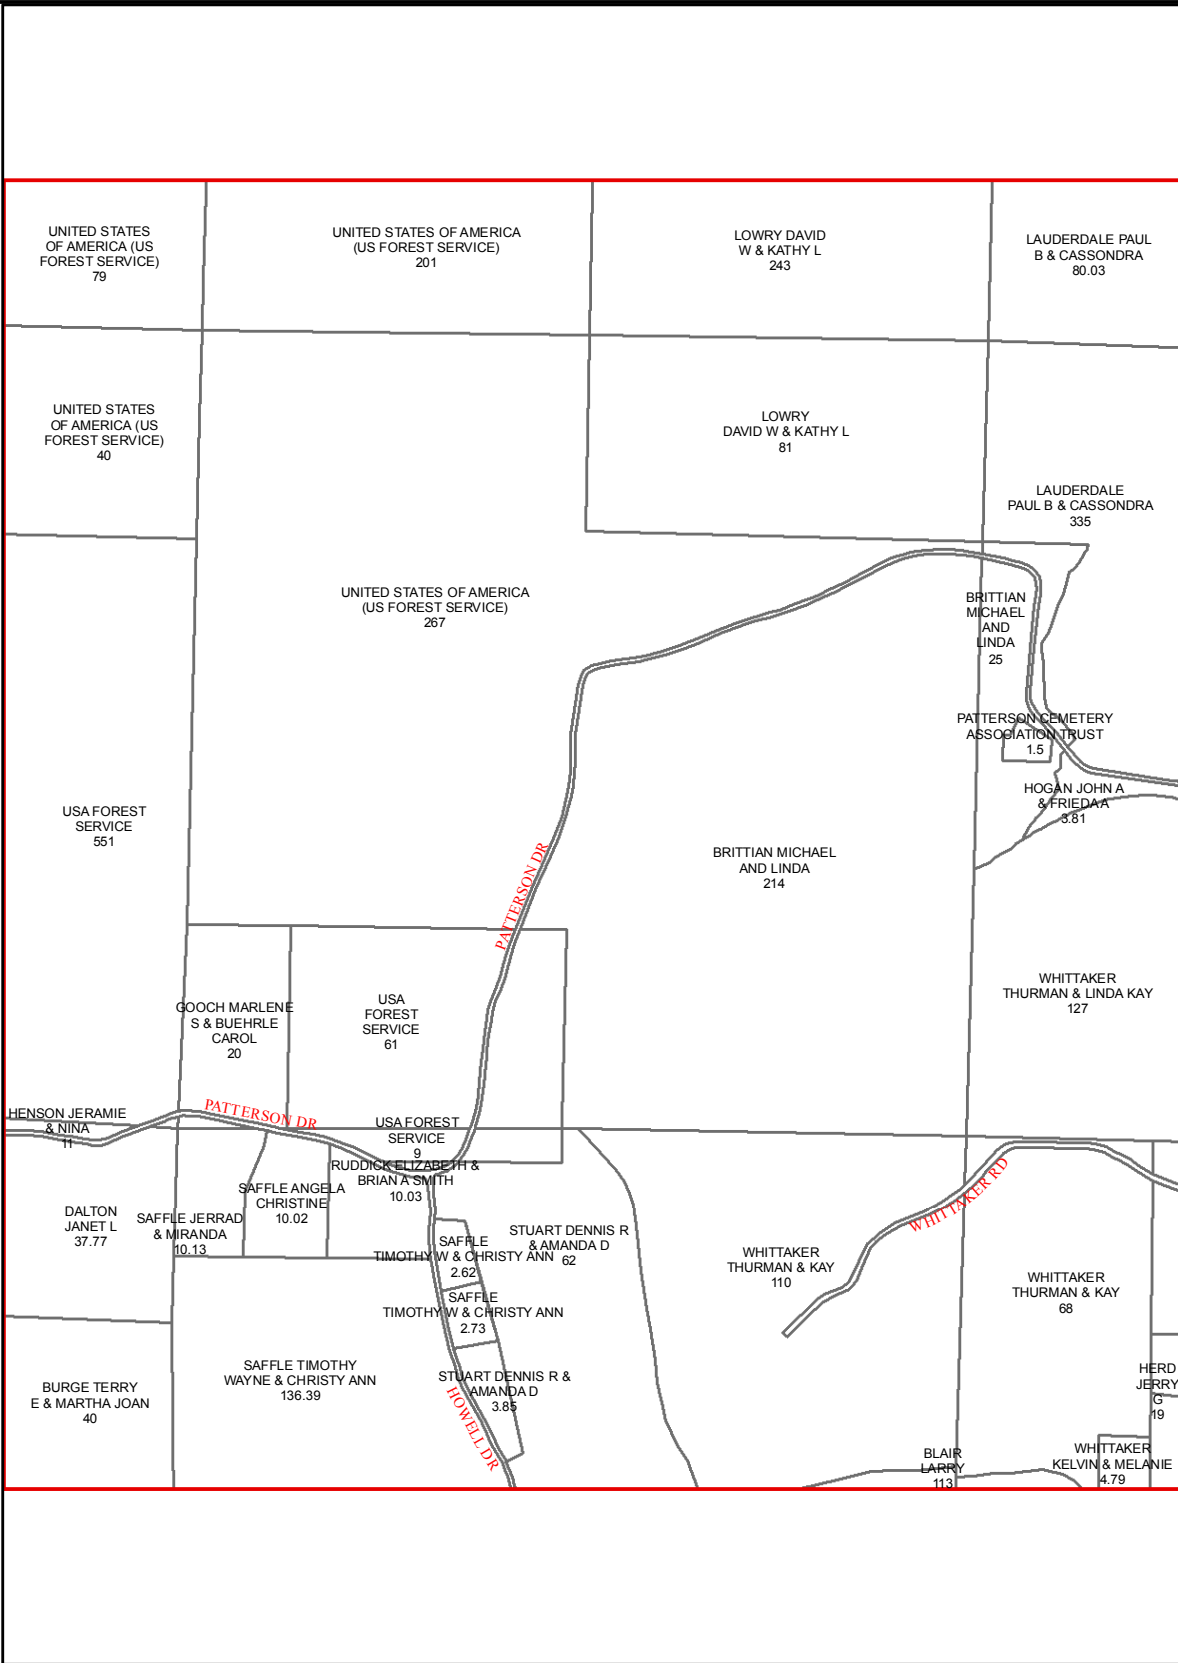 UNITED STATES
OF AMERICA (US
FOREST SERVICE)
79
UNITED STATES OF AMERICA
(US FOREST SERVICE)
201
LOWRY DAVID
W & KATHY L
243
LAUDERDALE PAUL
B & CASSONDRA
80.03
UNITED STATES
OF AMERICA (US
FOREST SERVICE)
40
LOWRY
DAVID W & KATHY L
81
LAUDERDALE
PAUL B & CASSONDRA
335
UNITED STATES OF AMERICA
(US FOREST SERVICE)
267
BRITTIAN
MICHAEL
AND
LINDA
25
PATTERSON CEMETERY
ASSOCIATION TRUST
1.5
HOGAN JOHN A
& FRIEDA A
3.81
USA FOREST
SERVICE
551
BRITTIAN MICHAEL
AND LINDA
214
PATTERSON DR
WHITTAKER
THURMAN & LINDA KAY
127
GOOCH MARLENE
S & BUEHRLE
CAROL
20
USA
FOREST
SERVICE
61
HENSON JERAMIE
& NINA
11
PATTERSON DR
USA FOREST
SERVICE
9
RUDDICK ELIZABETH &
BRIAN A SMITH
10.03
SAFFLE ANGELA
CHRISTINE
10.02
DALTON
JANET L
37.77
SAFFLE JERRAD
& MIRANDA
10.13
STUART DENNIS R
& AMANDA D
62
SAFFLE
TIMOTHY W & CHRISTY ANN
2.62
SAFFLE
TIMOTHY W & CHRISTY ANN
2.73
WHITTAKER RD
WHITTAKER
THURMAN & KAY
110
WHITTAKER
THURMAN & KAY
68
SAFFLE TIMOTHY
WAYNE & CHRISTY ANN
136.39
STUART DENNIS R &
AMANDA D
3.85
HOWELL DR
BURGE TERRY
E & MARTHA JOAN
40
HERD
JERRY
G
19
BLAIR
LARRY
113
WHITTAKER
KELVIN & MELANIE
4.79